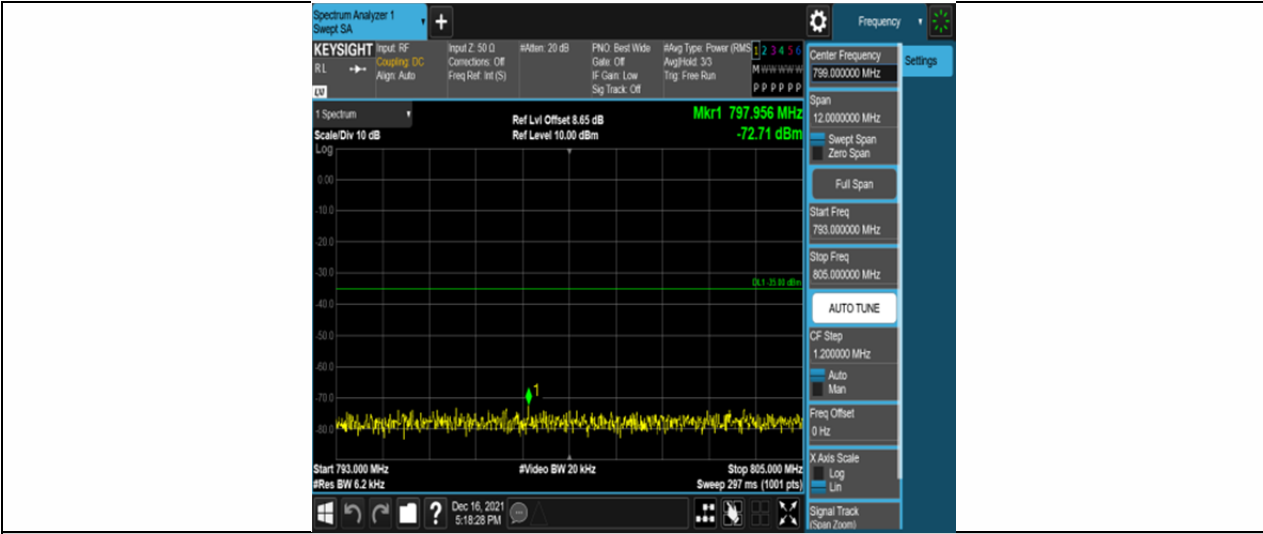 Spectrum Analyzer 1
Swept SA
Frequency
KEYSIGHT
Input: RF
Coupling: DC
Align: Auto
RL
LV
Input Z: 50 Ω
Corrections: Off
Freq Ref: Int (S)
#Atten: 20 dB
PNO: Best Wide
Gate: Off
IF Gain: Low
Sig Track: Off
#Avg Type: Power (RMS
Avg|Hold: 3/3
Trig: Free Run
1 2 3 4 5 6
M W W W W W
P P P P P P
1 Spectrum
Scale/Div 10 dB
Log
Ref Lvl Offset 8.65 dB
Ref Level 10.00 dBm
Mkr1 797.956 MHz
-72.71 dBm
0.00
-10.0
-20.0
-30.0
DL1 -35.00 dBm
-40.0
-50.0
-60.0
-70.0
1
-80.0
Start 793.000 MHz
#Res BW 6.2 kHz
#Video BW 20 kHz
Stop 805.000 MHz
Sweep 297 ms (1001 pts)
?
Dec 16, 2021
5:18:28 PM
Center Frequency
799.000000 MHz
Settings
Span
12.0000000 MHz
Swept Span
Zero Span
Full Span
Start Freq
793.000000 MHz
Stop Freq
805.000000 MHz
AUTO TUNE
CF Step
1.200000 MHz
Auto
Man
Freq Offset
0 Hz
X Axis Scale
Log
Lin
Signal Track
(Span Zoom)